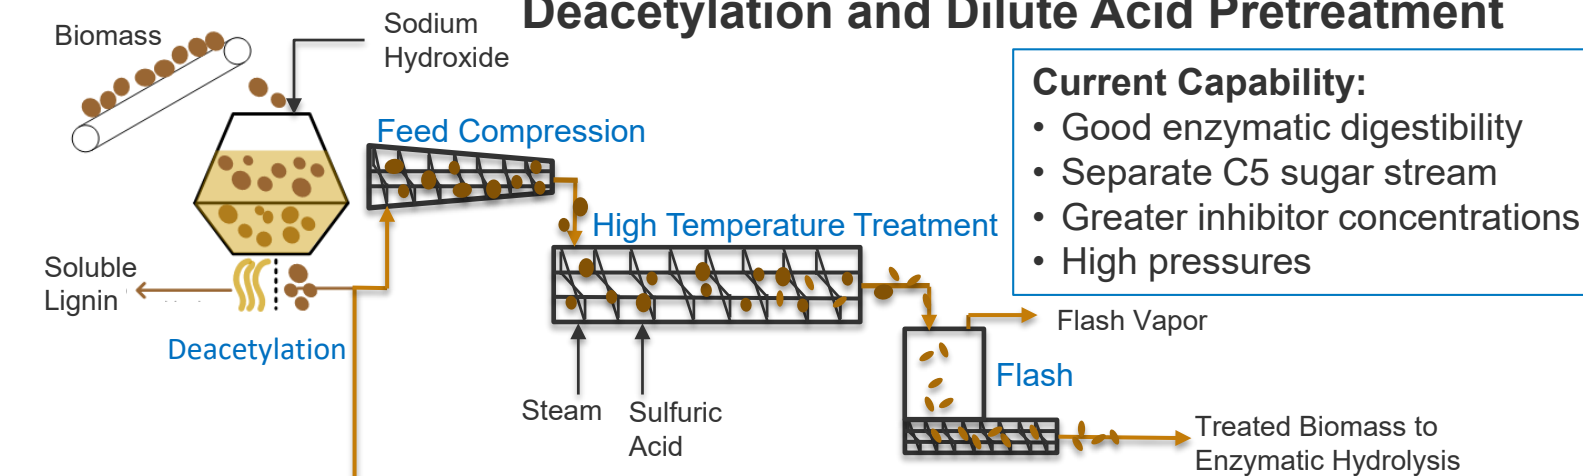 Deacetylation and Dilute Acid Pretreatment
Biomass
Sodium
Hydroxide
Current Capability:
• Good enzymatic digestibility
• Separate C5 sugar stream
• Greater inhibitor concentrations
• High pressures
Feed Compression
High Temperature Treatment
Soluble
Lignin
Deacetylation
Flash Vapor
Flash
Steam
Sulfuric
Acid
Treated Biomass to
Enzymatic Hydrolysis